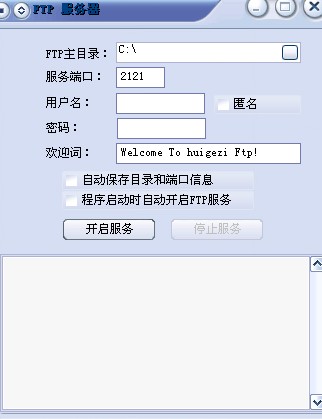 FTP 服务器
FTP主目录: C:\
服务端口: 2121
用户名: 匿名
密码:
欢迎词: Welcome To huigezi Ftp!
自动保存目录和端口信息
程序启动时自动开启FTP服务
开启服务 停止服务